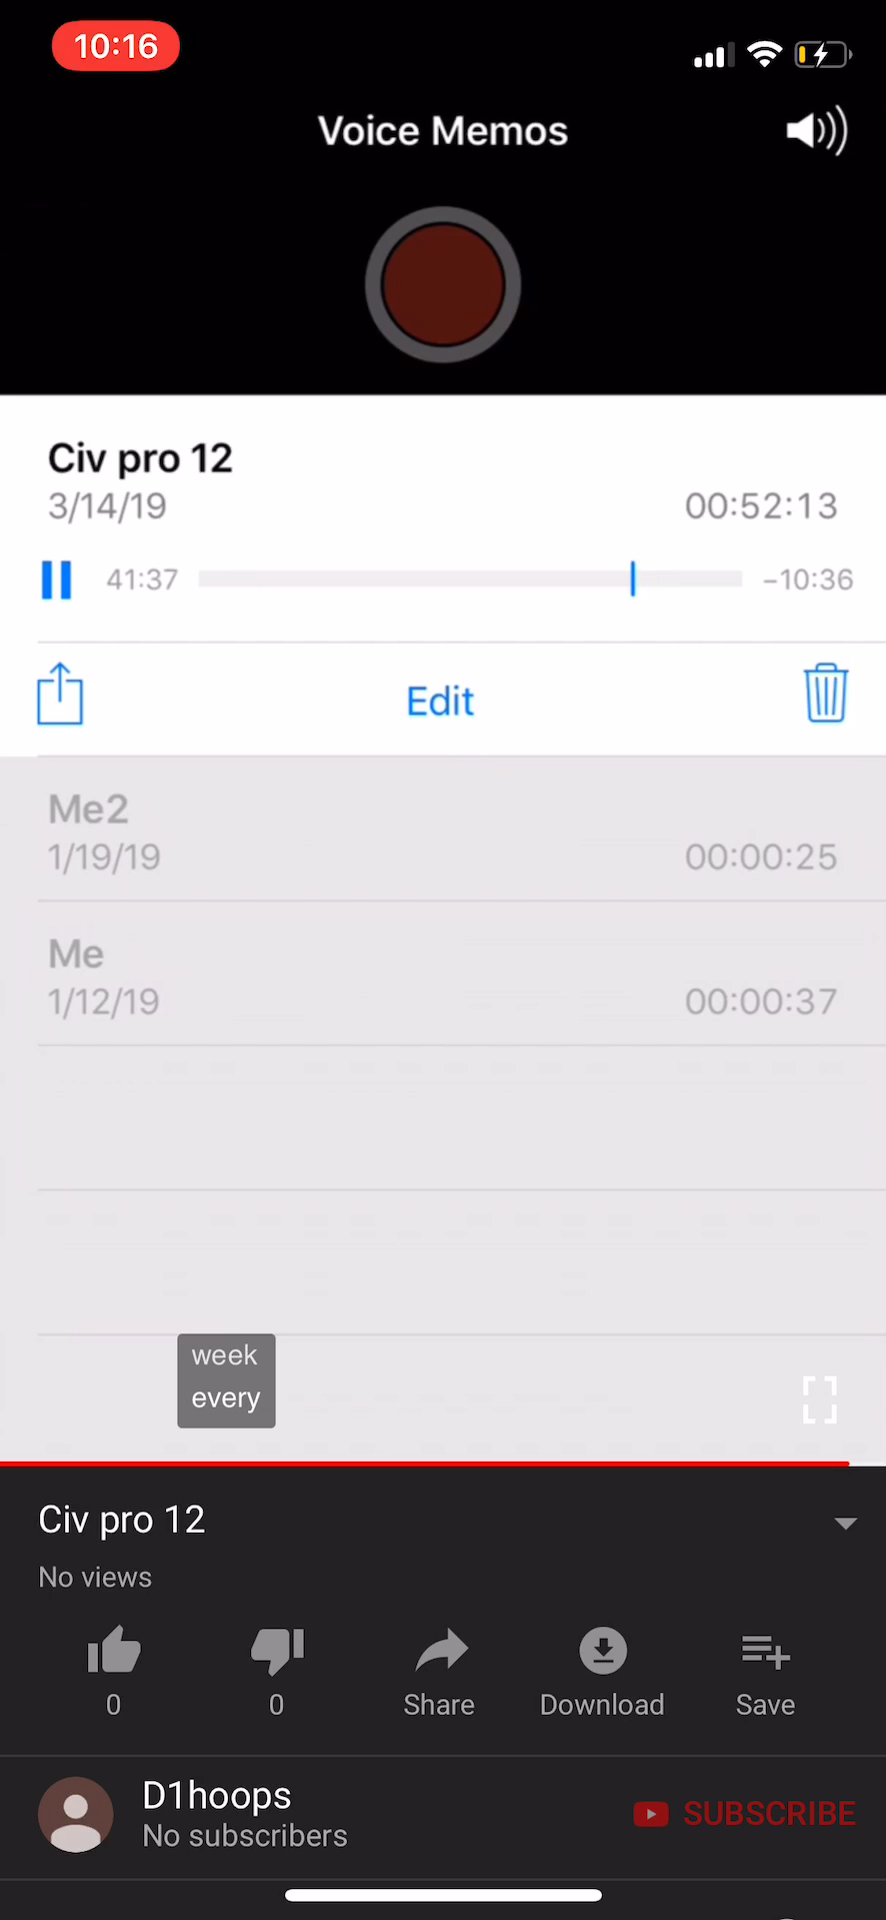 10:16
Voice Memos
Civ pro 12
3/14/19 00:52:13
41:37 -10:36
Edit
Me2
1/19/19 00:00:25
Me
1/12/19 00:00:37
week
every
Civ pro 12
No views
0 0 Share Download Save
D1hoops
No subscribers
SUBSCRIBE